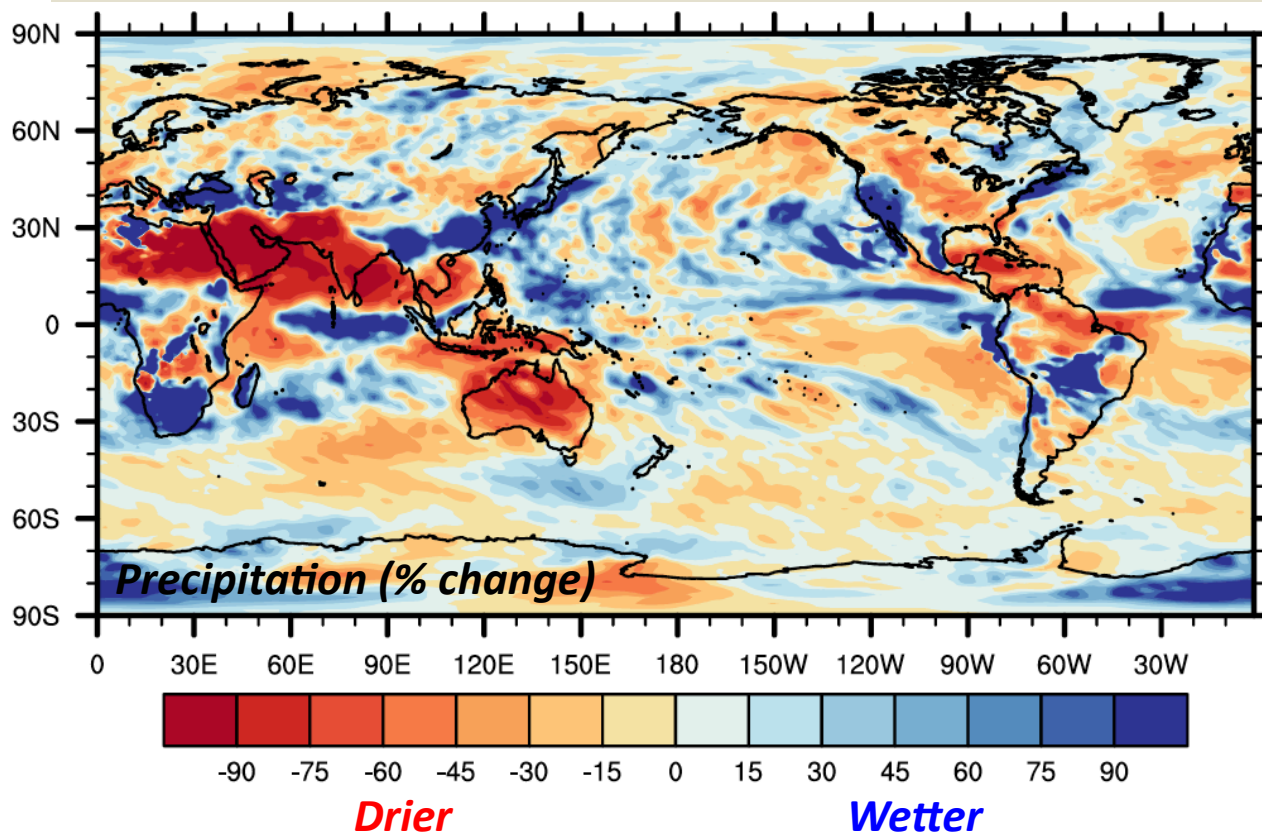 90N
60N
30N
0
30S
60S
Precipitation (% change)
90S
0 30E 60E 90E 120E 150E 180 150W 120W 90W 60W 30W
-90 -75 -60 -45 -30 -15 0 15 30 45 60 75 90
Drier Wetter